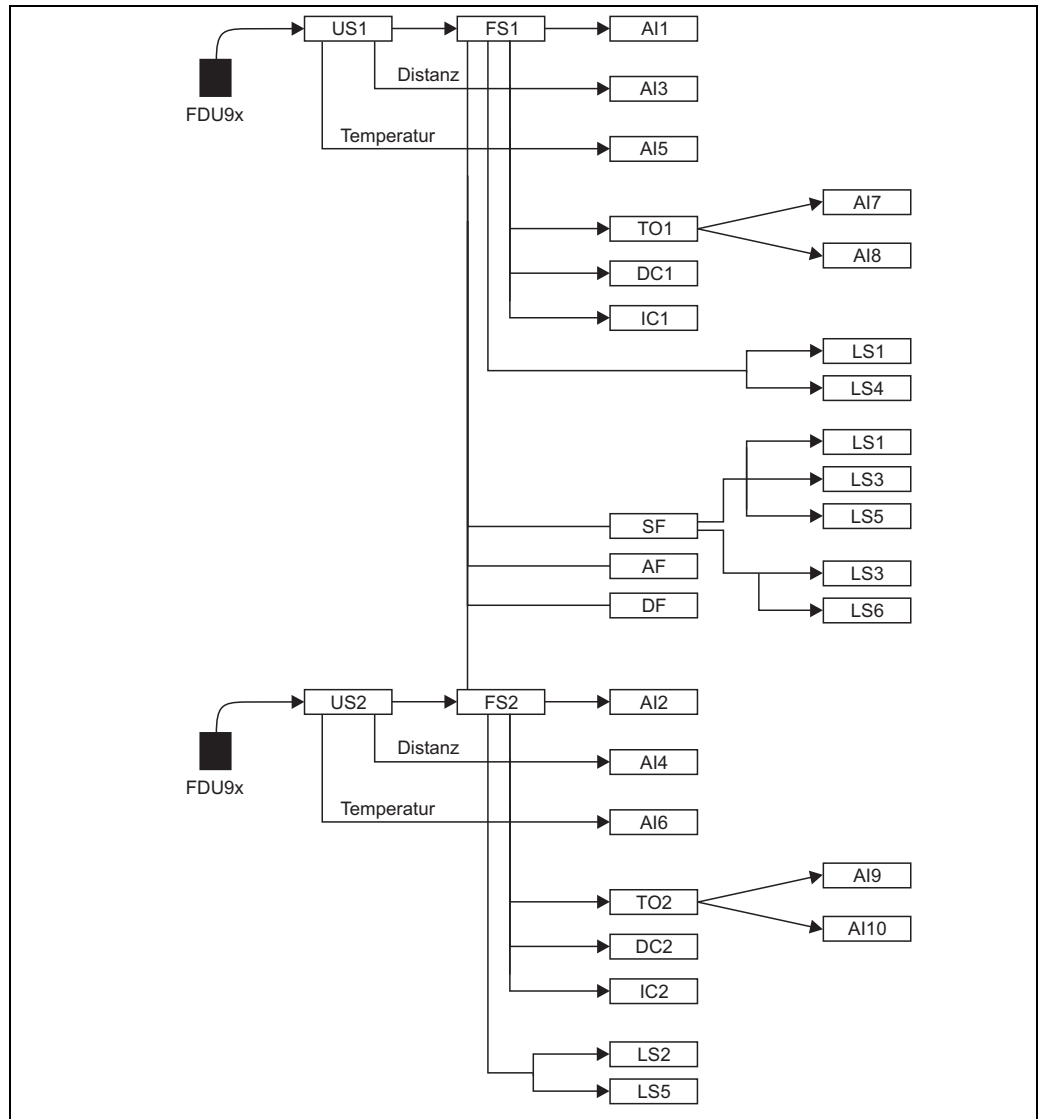 US1
FS1
AI1
FDU9x
Distanz
AI3
Temperatur
AI5
AI7
TO1
AI8
DC1
IC1
LS1
LS4
LS1
LS3
SF
LS5
AF
LS3
DF
LS6
US2
FS2
AI2
FDU9x
Distanz
AI4
Temperatur
AI6
AI9
TO2
AI10
DC2
IC2
LS2
LS5